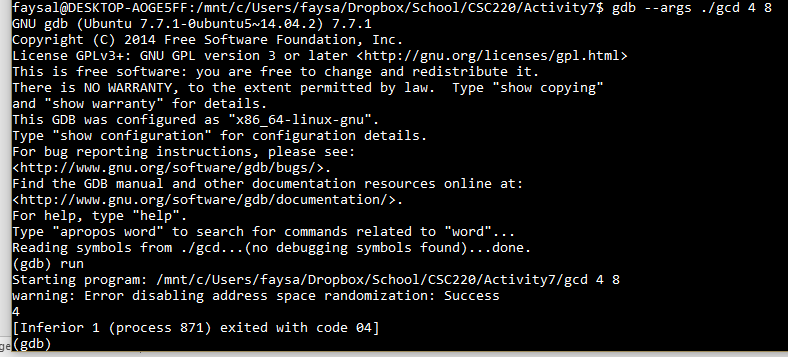 faysal@DESKTOP-AOGE5FF:/mnt/c/Users/faysa/Dropbox/School/CSC220/Activity7$ gdb --args ./gcd 4 8
GNU gdb (Ubuntu 7.7.1-0ubuntu5~14.04.2) 7.7.1
Copyright (C) 2014 Free Software Foundation, Inc.
License GPLv3+: GNU GPL version 3 or later <http://gnu.org/licenses/gpl.html>
This is free software: you are free to change and redistribute it.
There is NO WARRANTY, to the extent permitted by law.  Type "show copying"
and "show warranty" for details.
This GDB was configured as "x86_64-linux-gnu".
Type "show configuration" for configuration details.
For bug reporting instructions, please see:
<http://www.gnu.org/software/gdb/bugs/>.
Find the GDB manual and other documentation resources online at:
<http://www.gnu.org/software/gdb/documentation/>.
For help, type "help".
Type "apropos word" to search for commands related to "word"...
Reading symbols from ./gcd...(no debugging symbols found)...done.
(gdb) run
Starting program: /mnt/c/Users/faysa/Dropbox/School/CSC220/Activity7/gcd 4 8
warning: Error disabling address space randomization: Success
4
[Inferior 1 (process 871) exited with code 04]
(gdb)